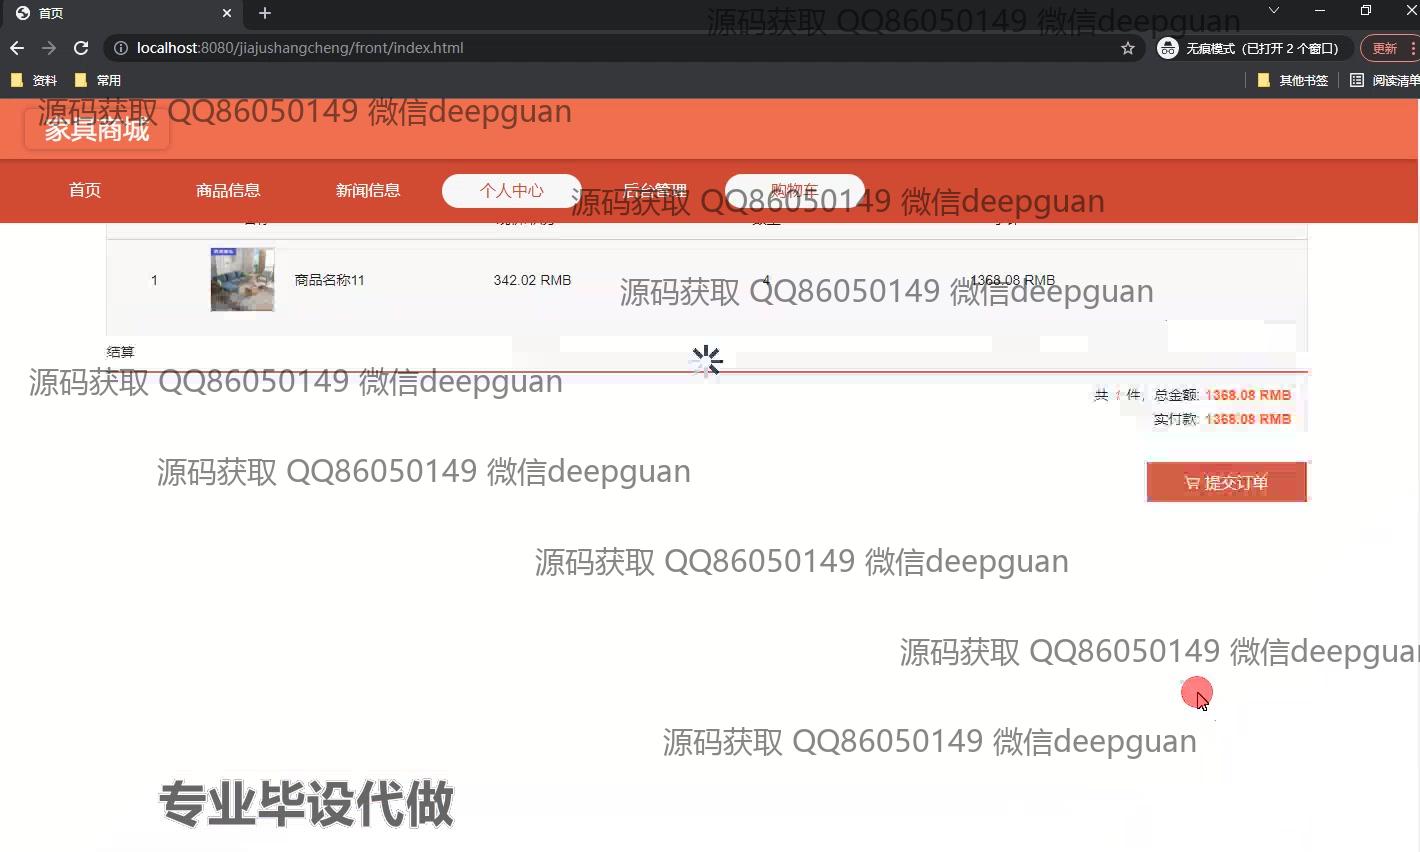 首页
源码获取 QQ86050149 微信deepguan
localhost:8080/jiajushangcheng/front/index.html
无痕模式（已打开 2 个窗口）
更新
资料
常用
其他书签
阅读清单
源码获取 QQ86050149 微信deepguan
家具商城
首页
商品信息
新闻信息
个人中心
后台管理
购物车
源码获取 QQ86050149 微信deepguan
1
商品名称11
342.02 RMB
4
1368.08 RMB
源码获取 QQ86050149 微信deepguan
结算
源码获取 QQ86050149 微信deepguan
共 1 件，总金额: 1368.08 RMB
实付款: 1368.08 RMB
源码获取 QQ86050149 微信deepguan
提交订单
源码获取 QQ86050149 微信deepguan
源码获取 QQ86050149 微信deepguan
源码获取 QQ86050149 微信deepguan
专业毕设代做